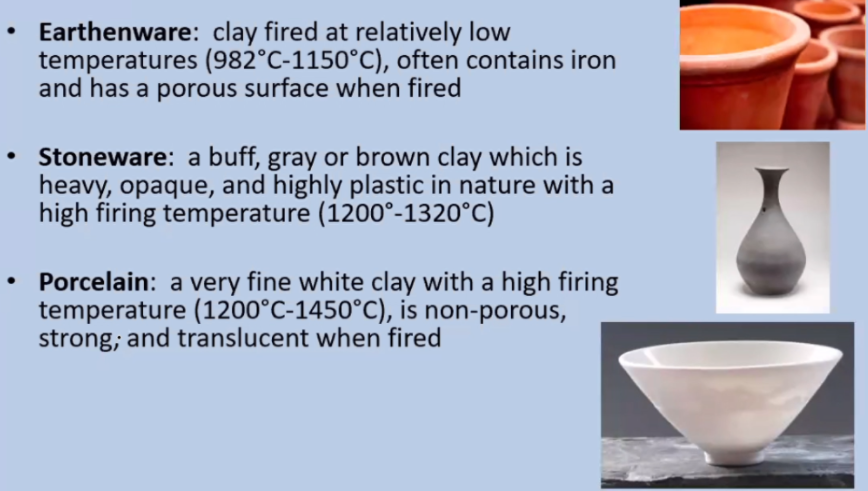 • Earthenware:  clay fired at relatively low
temperatures (982°C-1150°C), often contains iron
and has a porous surface when fired
• Stoneware:  a buff, gray or brown clay which is
heavy, opaque, and highly plastic in nature with a
high firing temperature (1200°-1320°C)
• Porcelain:  a very fine white clay with a high firing
temperature (1200°C-1450°C), is non-porous,
strong; and translucent when fired